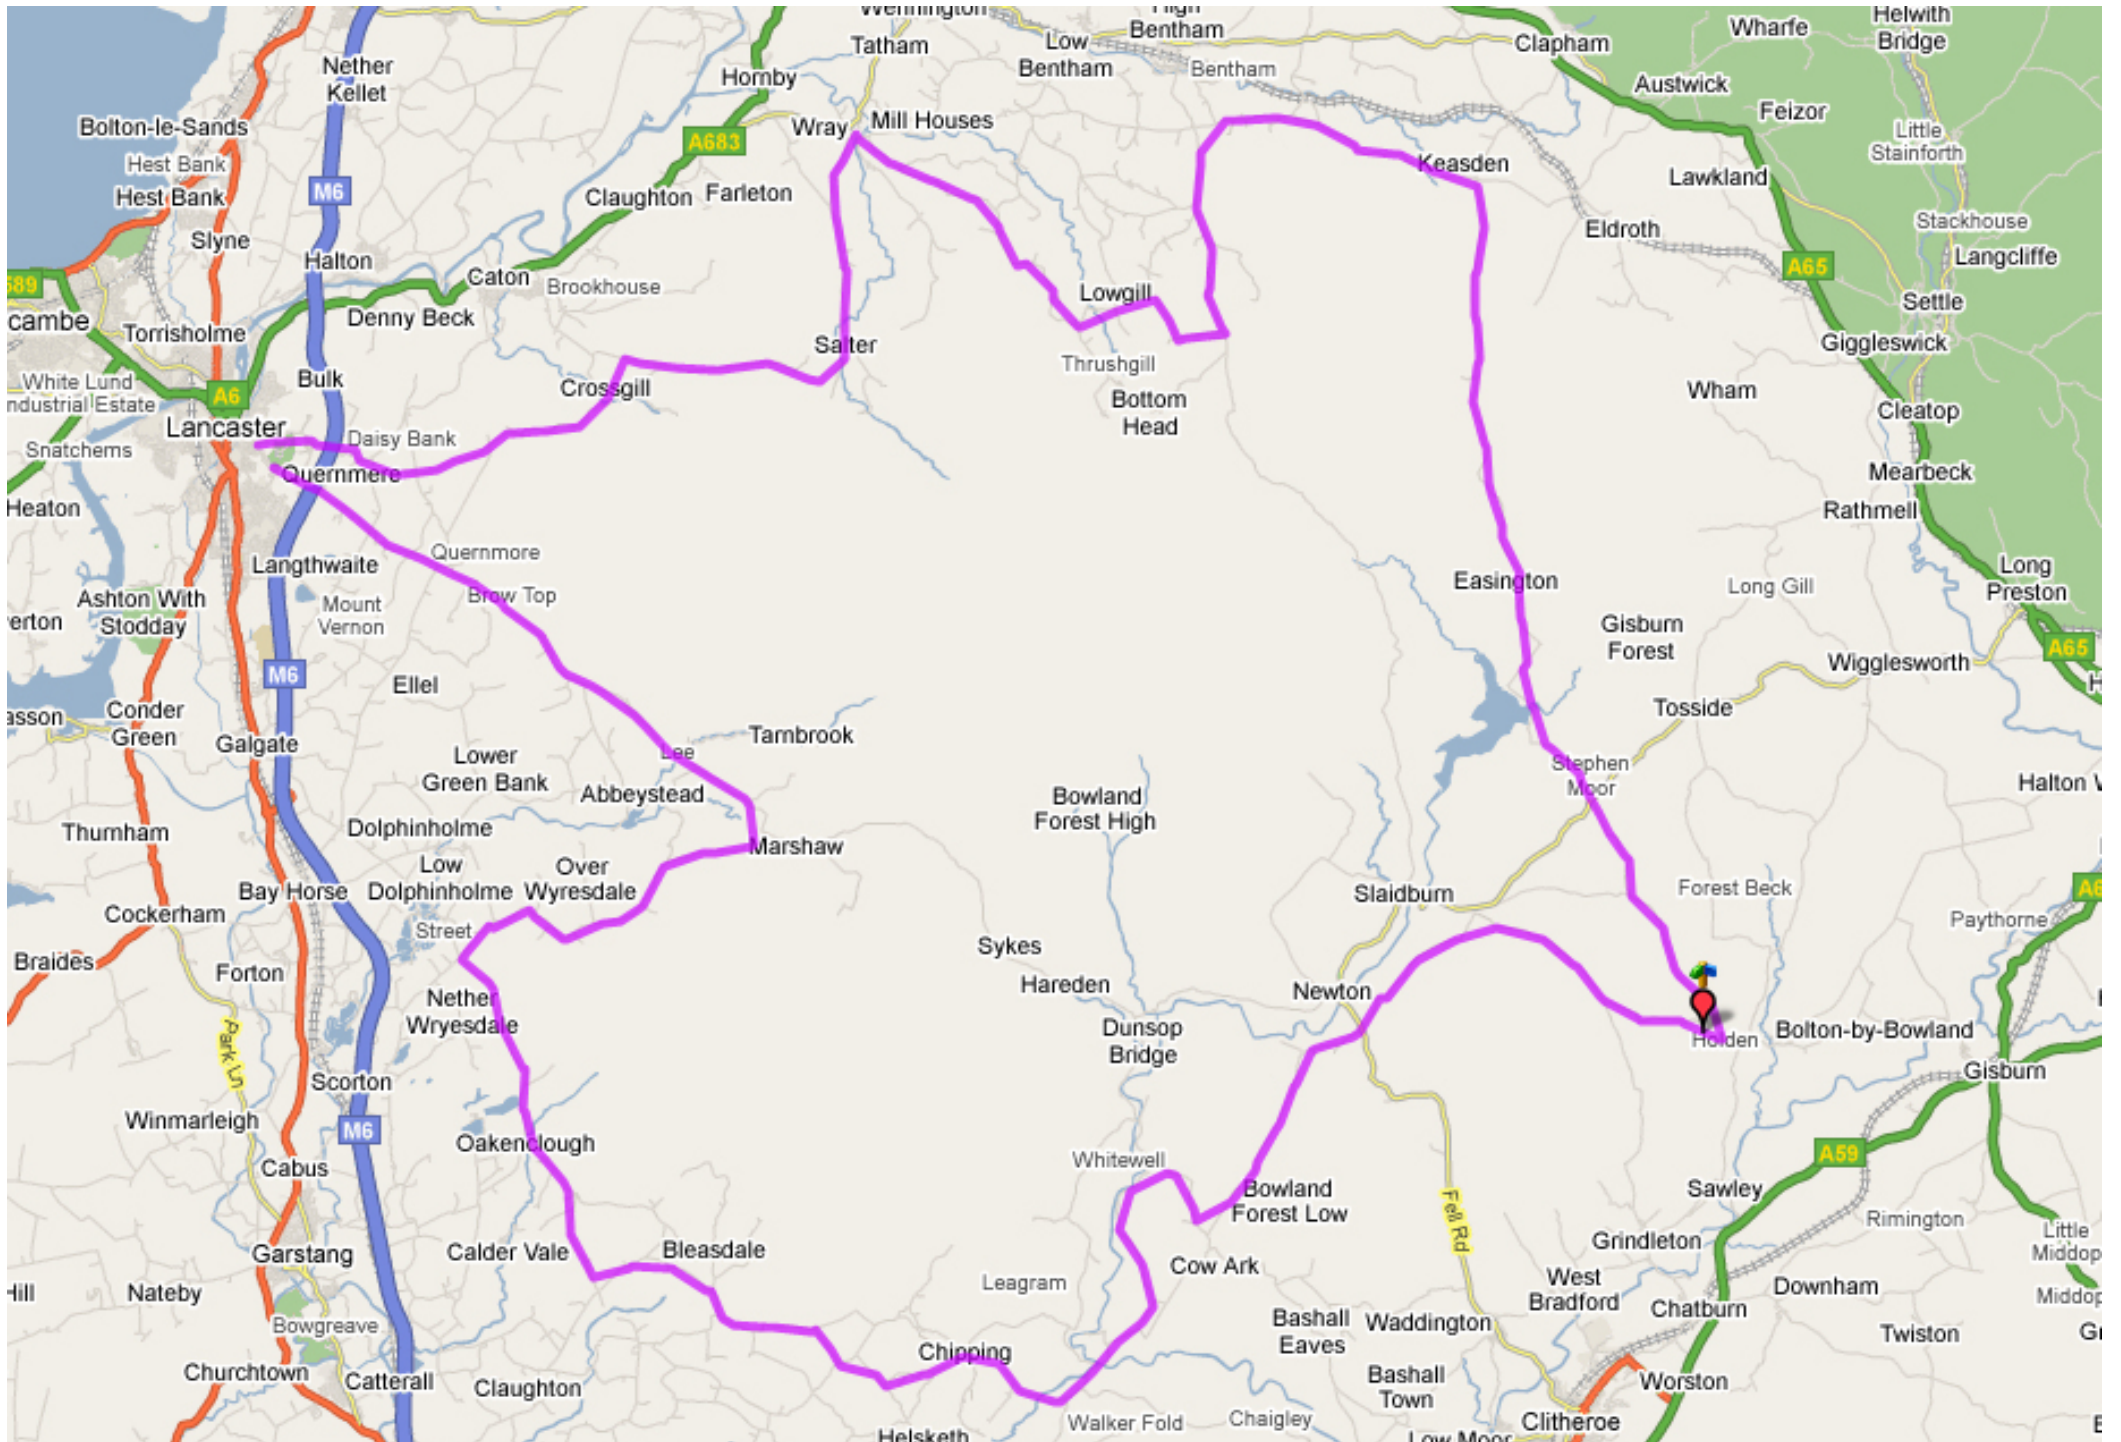 Wennington
High
Bentham
Tatham
Low
Bentham
Bentham
Clapham
Wharfe
Helwith
Bridge
Nether
Kellet
Hornby
Austwick
Feizor
Bolton-le-Sands
Hest Bank
Hest Bank
A683
Wray
Mill Houses
Little
Stainforth
Keasden
Lawkland
M6
Claughton
Farleton
Slyne
Eldroth
Stackhouse
Langcliffe
Halton
Caton
Brookhouse
Lowgill
A65
Settle
cambe
Torrisholme
Denny Beck
Salter
Thrushgill
Giggleswick
White Lund
ndustrial Estate
Bulk
A6
Crossgill
Bottom
Head
Wham
Cleatop
Lancaster
Daisy Bank
Snatchems
Quernmere
Mearbeck
Heaton
Rathmell
Langthwaite
Quernmore
Brow Top
Easington
Long Gill
Long
Preston
Ashton With
Stodday
erton
Mount
Vernon
Gisburn
Forest
A65
Wigglesworth
M6
Ellel
Tosside
asson
Conder
Green
Galgate
Tarnbrook
Lee
Lower
Green Bank
Abbeystead
Stephen
Moor
Bowland
Forest High
Halton W
Thurnham
Dolphinholme
Marshaw
Low
Dolphinholme
Over
Wyresdale
Bay Horse
Slaidburn
Forest Beck
Cockerham
Street
Paythorne
Braides
Forton
Sykes
Hareden
Newton
Nether
Wryesdale
Dunsop
Bridge
Holden
Bolton-by-Bowland
Park Ln
Scorton
Gisburn
Winmarleigh
M6
Oakenclough
A59
Cabus
Whitewell
Bowland
Forest Low
Sawley
Fell Rd
Rimington
Garstang
Calder Vale
Bleasdale
Grindleton
Little
Middop
Cow Ark
Hill
Nateby
Leagram
West
Bradford
Downham
Middop
Chatburn
Bowgreave
Bashall
Eaves
Waddington
Twiston
Chipping
Churchtown
Catterall
Claughton
Bashall
Town
Worston
Walker Fold
Chaigley
Clitheroe
Helsketh
Low Moor